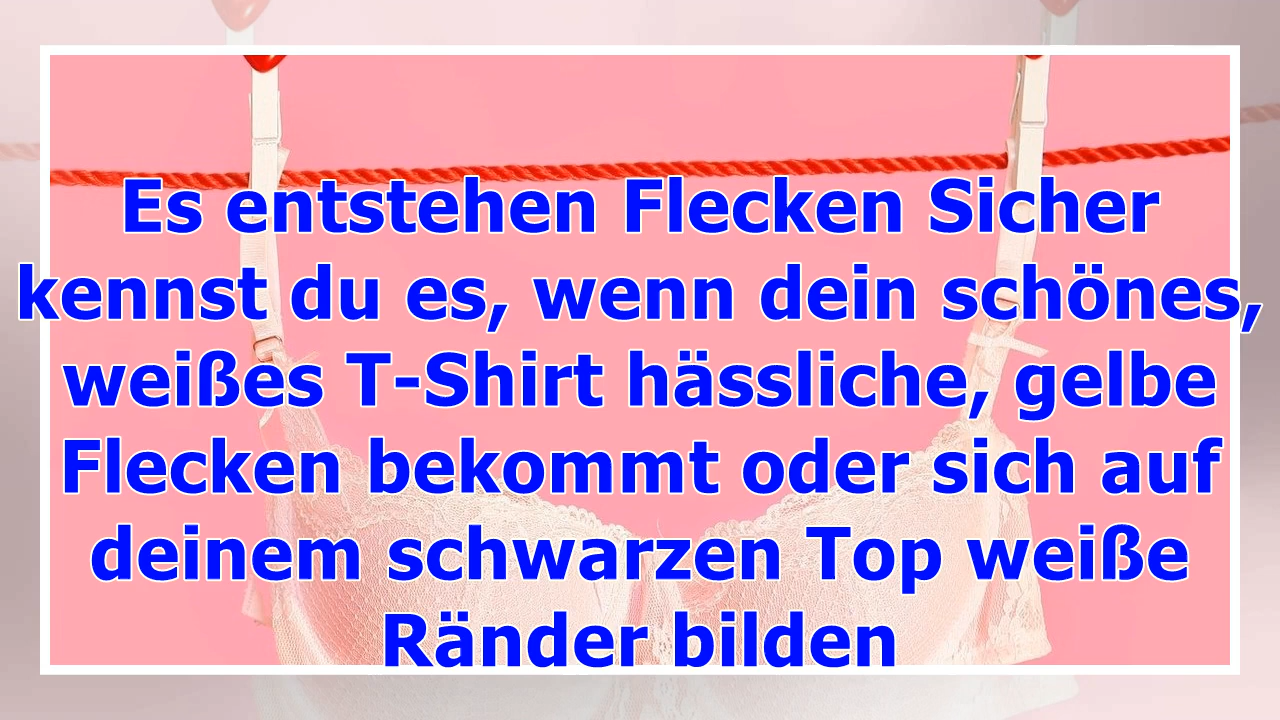 Es entstehen Flecken Sicher
kennst du es, wenn dein schönes,
weißes T-Shirt hässliche, gelbe
Flecken bekommt oder sich auf
deinem schwarzen Top weiße
Ränder bilden